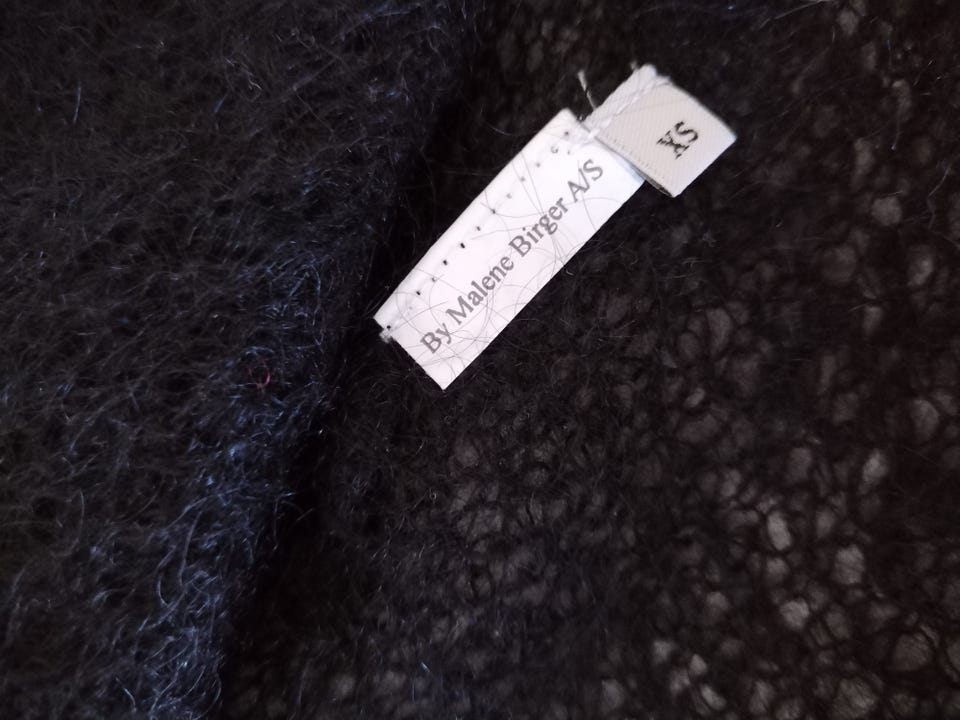 By Malene Birger A/S
XS